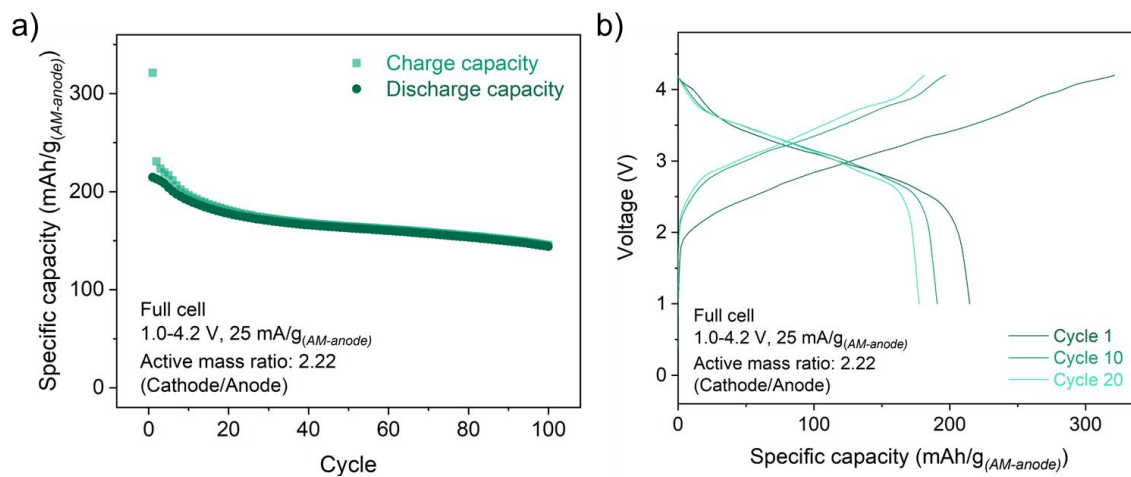 a)
Specific capacity (mAh/g(AM-anode))
300
200
100
0
Charge capacity
Discharge capacity
Full cell
1.0-4.2 V, 25 mA/g(AM-anode)
Active mass ratio: 2.22
(Cathode/Anode)
0 20 40 60 80 100
Cycle
b)
Voltage (V)
4
3
2
1
0
Full cell
1.0-4.2 V, 25 mA/g(AM-anode)
Active mass ratio: 2.22
(Cathode/Anode)
Cycle 1
Cycle 10
Cycle 20
0 100 200 300
Specific capacity (mAh/g(AM-anode)